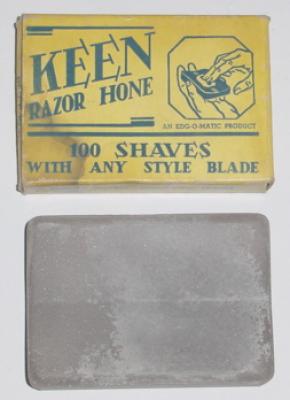 KEEN
RAZOR HONE
AN EDG-O-MATIC PRODUCT
100 SHAVES
WITH ANY STYLE BLADE